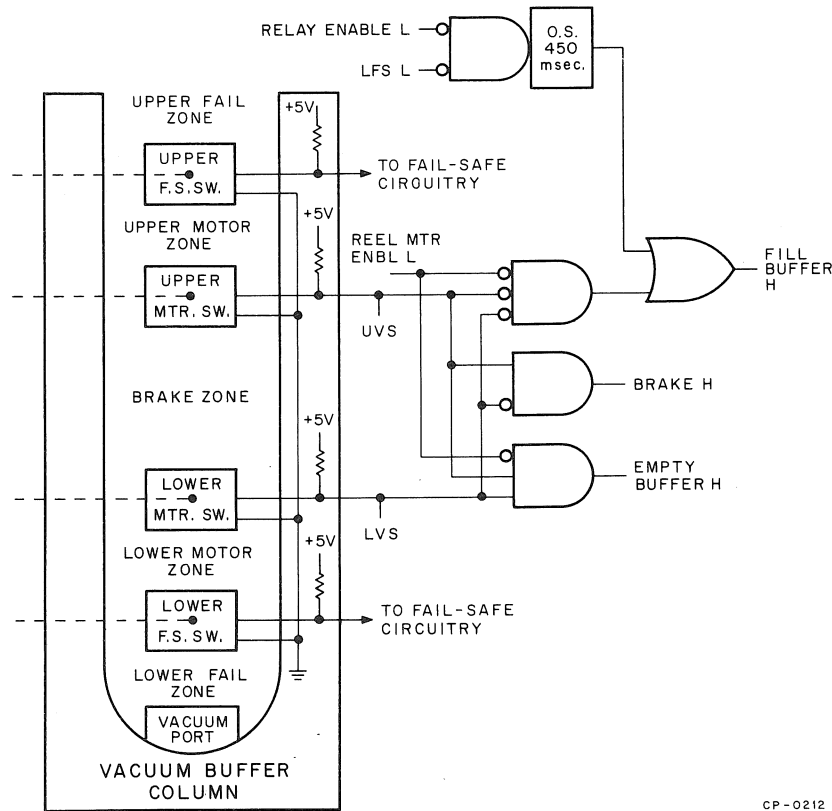 RELAY ENABLE L
LFS L
O.S.
450
msec.
UPPER FAIL
ZONE
+5V
UPPER
F.S.SW.
TO FAIL-SAFE
CIRCUITRY
UPPER MOTOR
ZONE
+5V
REEL MTR
ENBL L
FILL
BUFFER
H
UPPER
MTR. SW.
UVS
BRAKE ZONE
BRAKE H
+5V
EMPTY
BUFFER H
LOWER
MTR. SW.
LVS
LOWER MOTOR
ZONE
+5V
LOWER
F.S.SW.
TO FAIL-SAFE
CIRCUITRY
LOWER FAIL
ZONE
VACUUM
PORT
VACUUM BUFFER
COLUMN
CP-0212